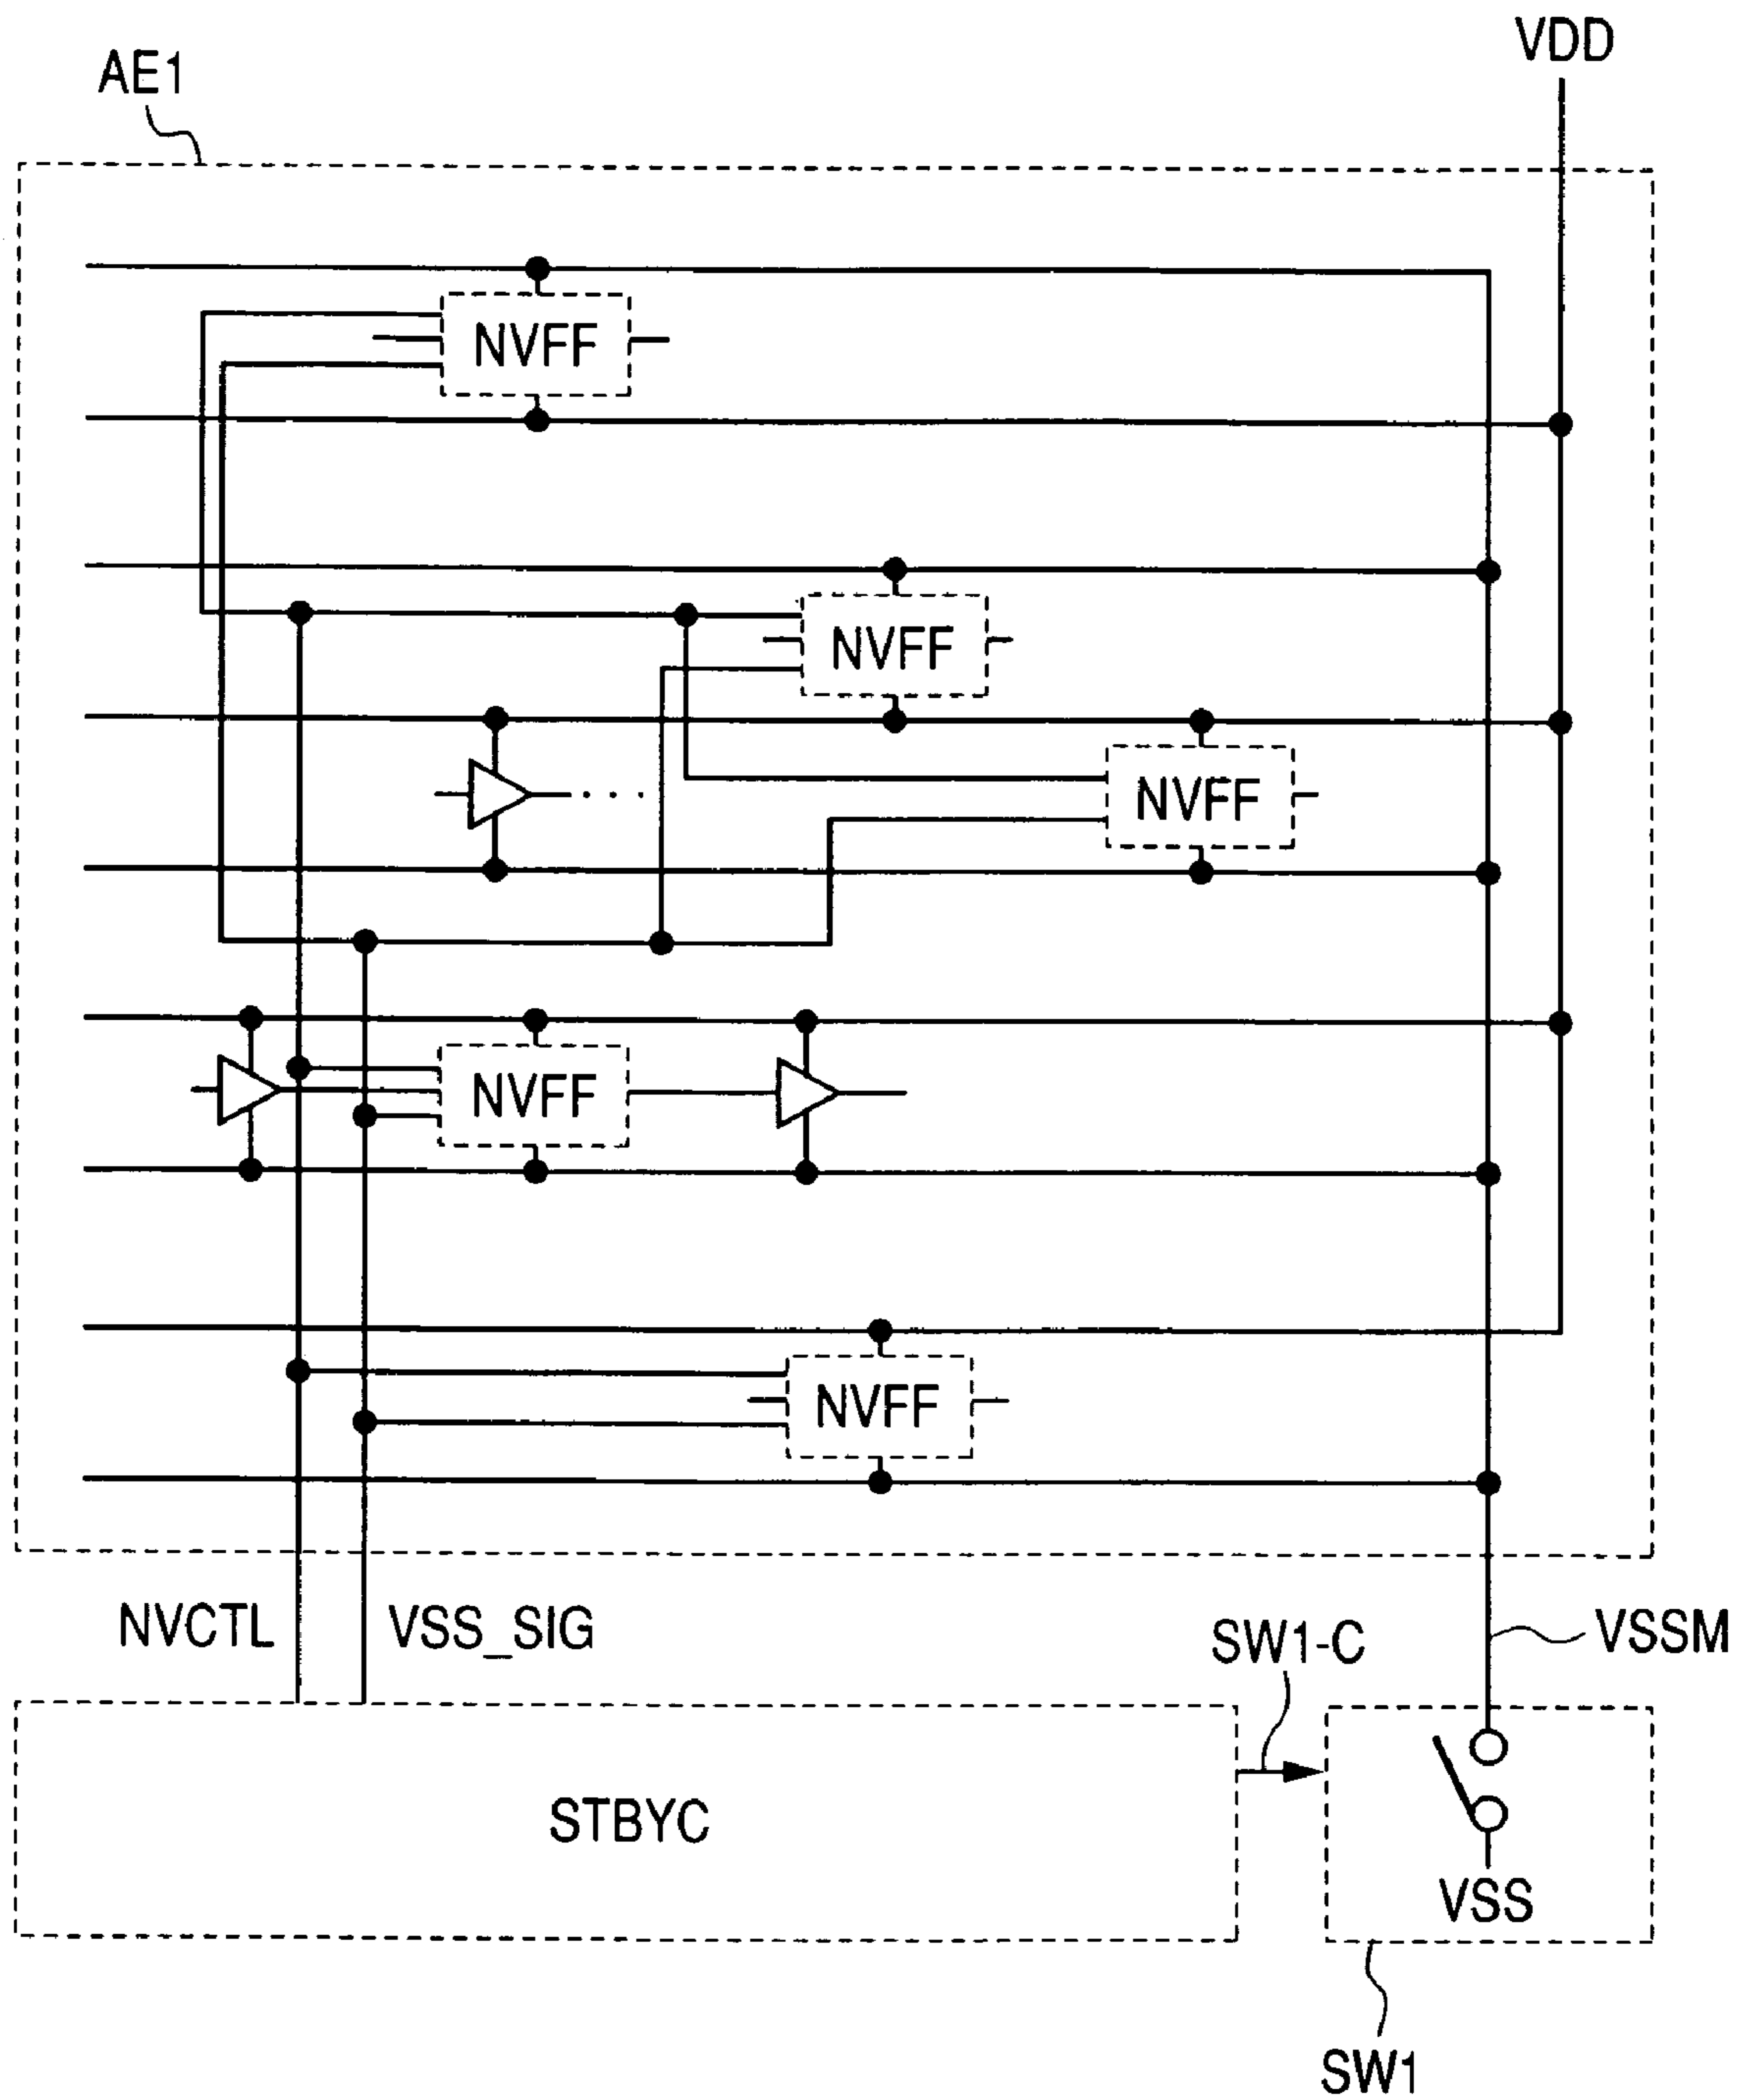 VDD
AE1
NVFF
NVFF
NVFF
NVFF
NVFF
NVCTL
VSS_SIG
SW1-C
VSSM
STBYC
VSS
SW1